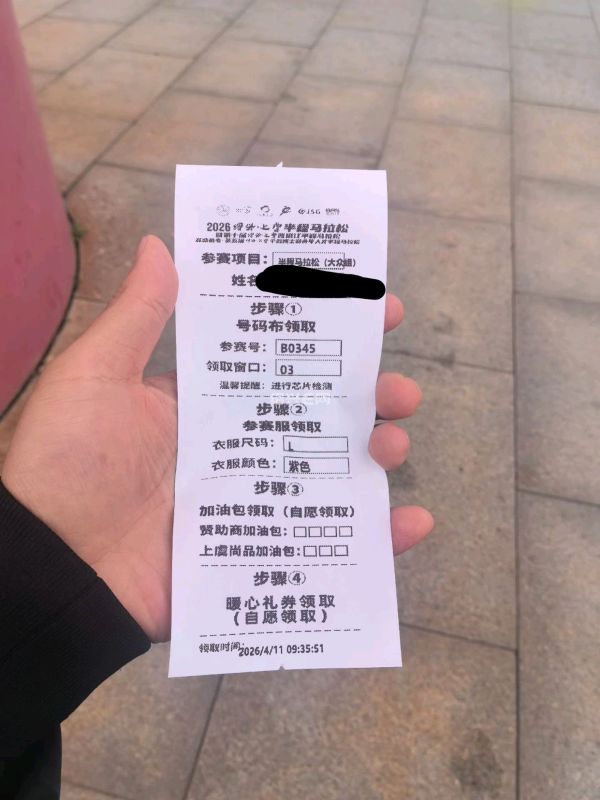 JSG
2026 半程马拉松
参赛项目: 半程马拉松（大众组）
姓名
步骤①
号码布领取
参赛号: B0345
领取窗口: 03
温馨提醒: 进行芯片检测
步骤②
参赛服领取
衣服尺码: L
衣服颜色: 紫色
步骤③
加油包领取（自愿领取）
赞助商加油包: □□□□
上虞尚品加油包: □□□
步骤④
暖心礼券领取
（自愿领取）
领取时间: 2026/4/11 09:35:51